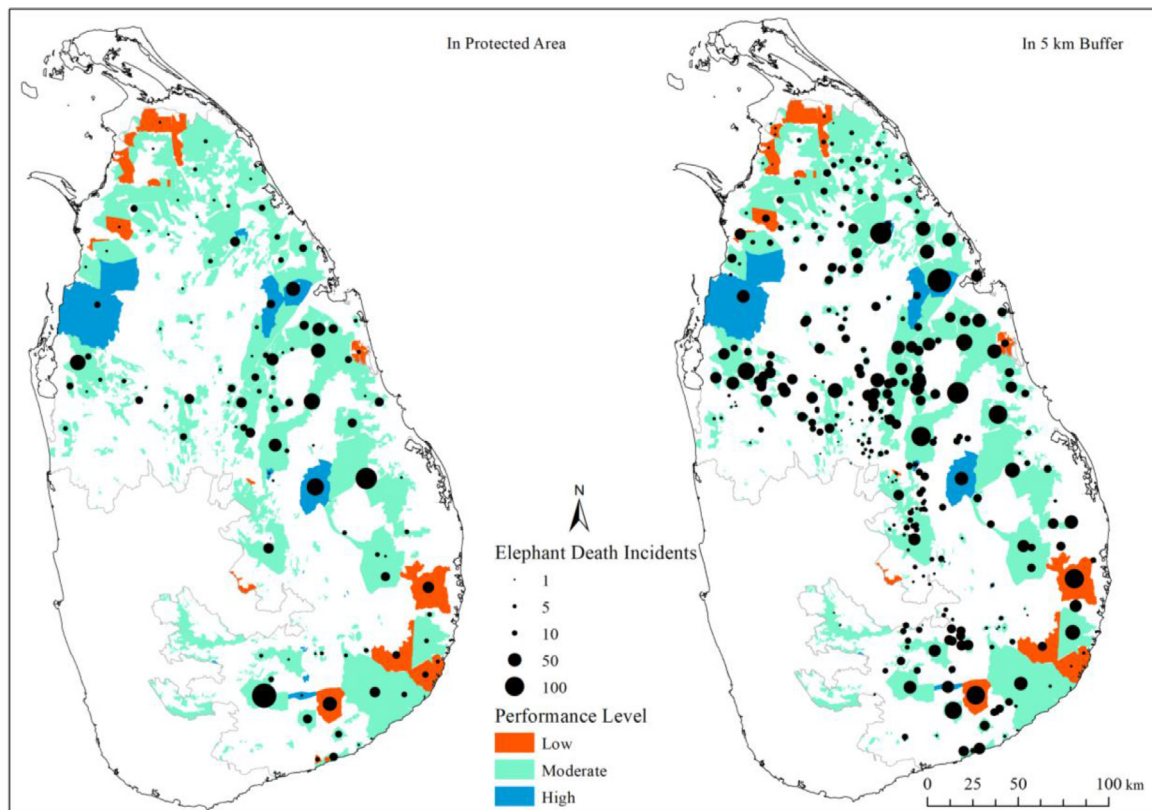 In Protected Area
In 5 km Buffer
N
Elephant Death Incidents
1
5
10
50
100
Performance Level
Low
Moderate
High
0 25 50 100 km